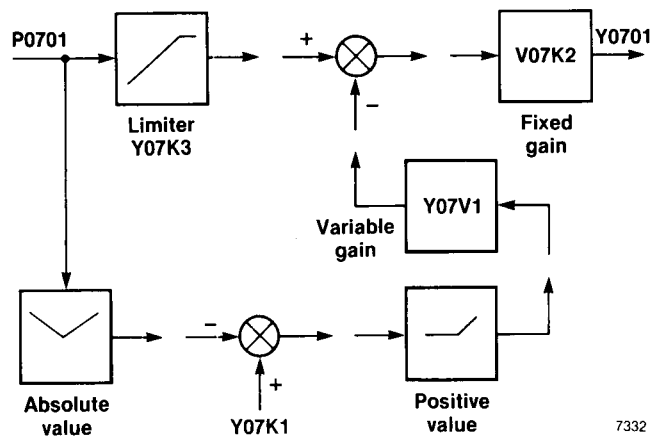 P0701
+
V07K2
Y0701
Limiter
Y07K3
−
Fixed
gain
Variable
gain
Y07V1
−
+
Absolute
value
Y07K1
Positive
value
7332